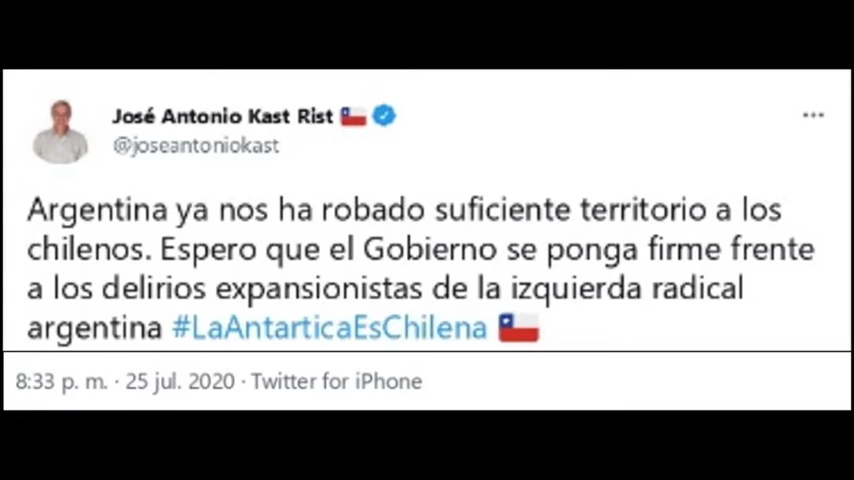 José Antonio Kast Rist 🇨🇱
@joseantoniokast
Argentina ya nos ha robado suficiente territorio a los
chilenos. Espero que el Gobierno se ponga firme frente
a los delirios expansionistas de la izquierda radical
argentina #LaAntarticaEsChilena 🇨🇱
8:33 p. m. · 25 jul. 2020 · Twitter for iPhone